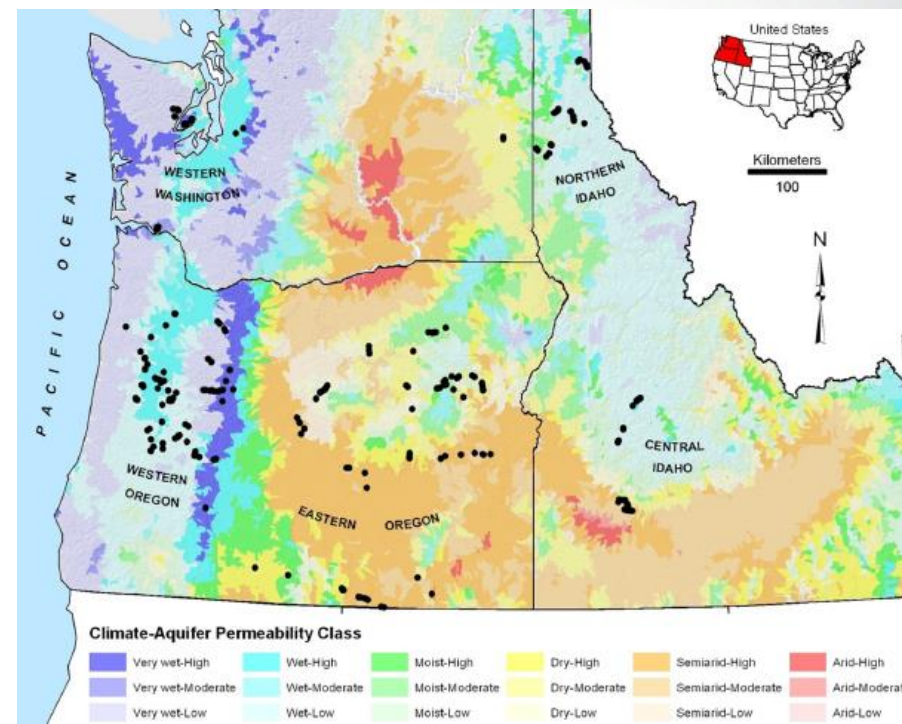 United States
Kilometers
100
N
WESTERN
WASHINGTON
NORTHERN
IDAHO
PACIFIC OCEAN
WESTERN
OREGON
EASTERN OREGON
CENTRAL
IDAHO
Climate-Aquifer Permeability Class
Very wet-High Wet-High Moist-High Dry-High Semiarid-High Arid-High
Very wet-Moderate Wet-Moderate Moist-Moderate Dry-Moderate Semiarid-Moderate Arid-Moderat
Very wet-Low Wet-Low Moist-Low Dry-Low Semiarid-Low Arid-Low